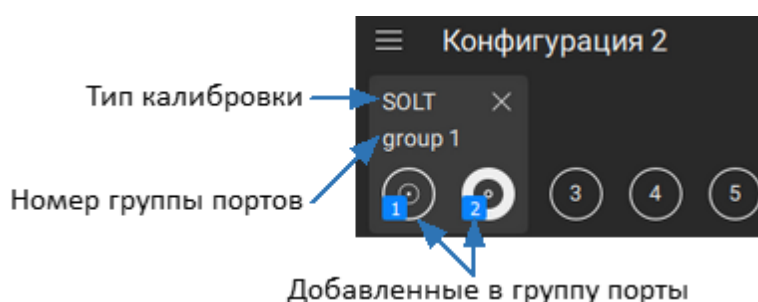 Конфигурация 2
Тип калибровки
SOLT
group 1
Номер группы портов
1 2 3 4 5
Добавленные в группу порты